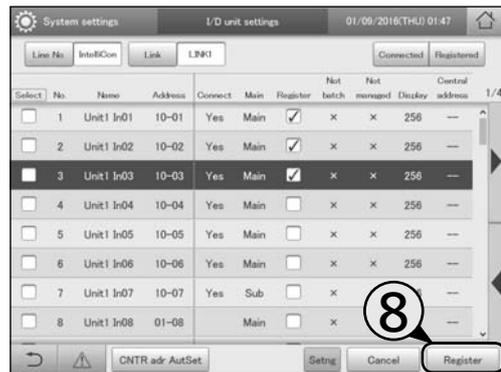 System settings I/D unit settings 01/09/2016(THU) 01:47
Line No IntelliCon Link LINK1 Connected Registered
Not Not Central
Select No. Name Address Connect Main Register batch managed Display address 1/4
1 Unit1 In01 10-01 Yes Main ✓ × × 256 --
2 Unit1 In02 10-02 Yes Main ✓ × × 256 --
3 Unit1 In03 10-03 Yes Main ✓ × × 256 --
4 Unit1 In04 10-04 Yes Main × × 256 --
5 Unit1 In05 10-05 Yes Main × × 256 --
6 Unit1 In06 10-06 Yes Main × × 256 --
7 Unit1 In07 10-07 Yes Sub × × 256 --
8 Unit1 In08 01-08 Main ×
8
CNTR adr AutSet Setng Cancel Register